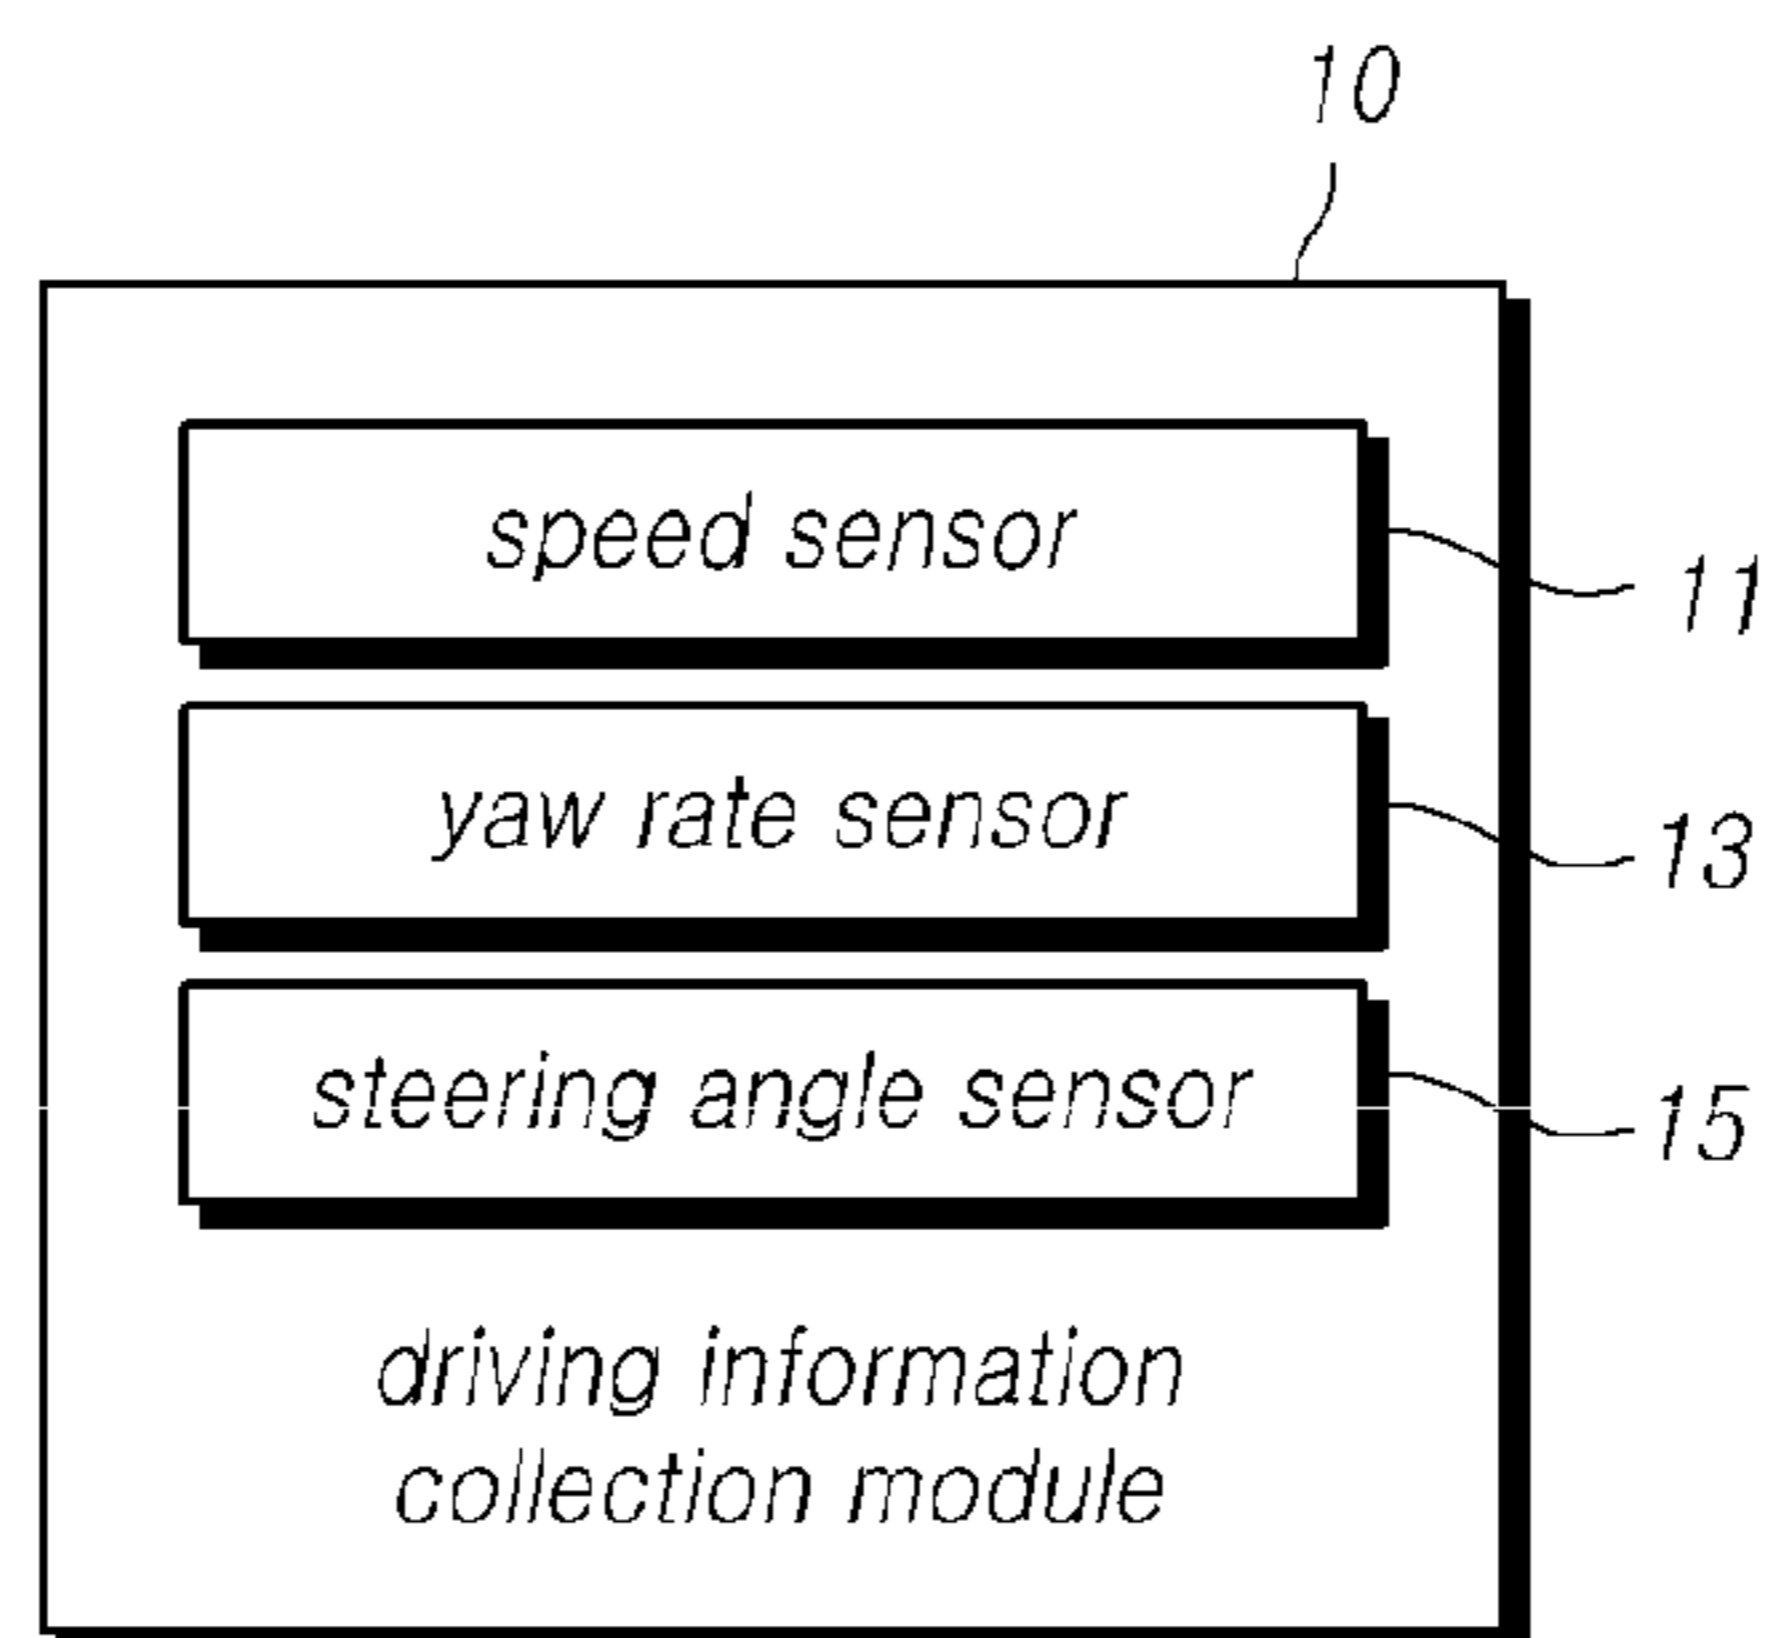 10
speed sensor
11
yaw rate sensor
13
steering angle sensor
15
driving information
collection module